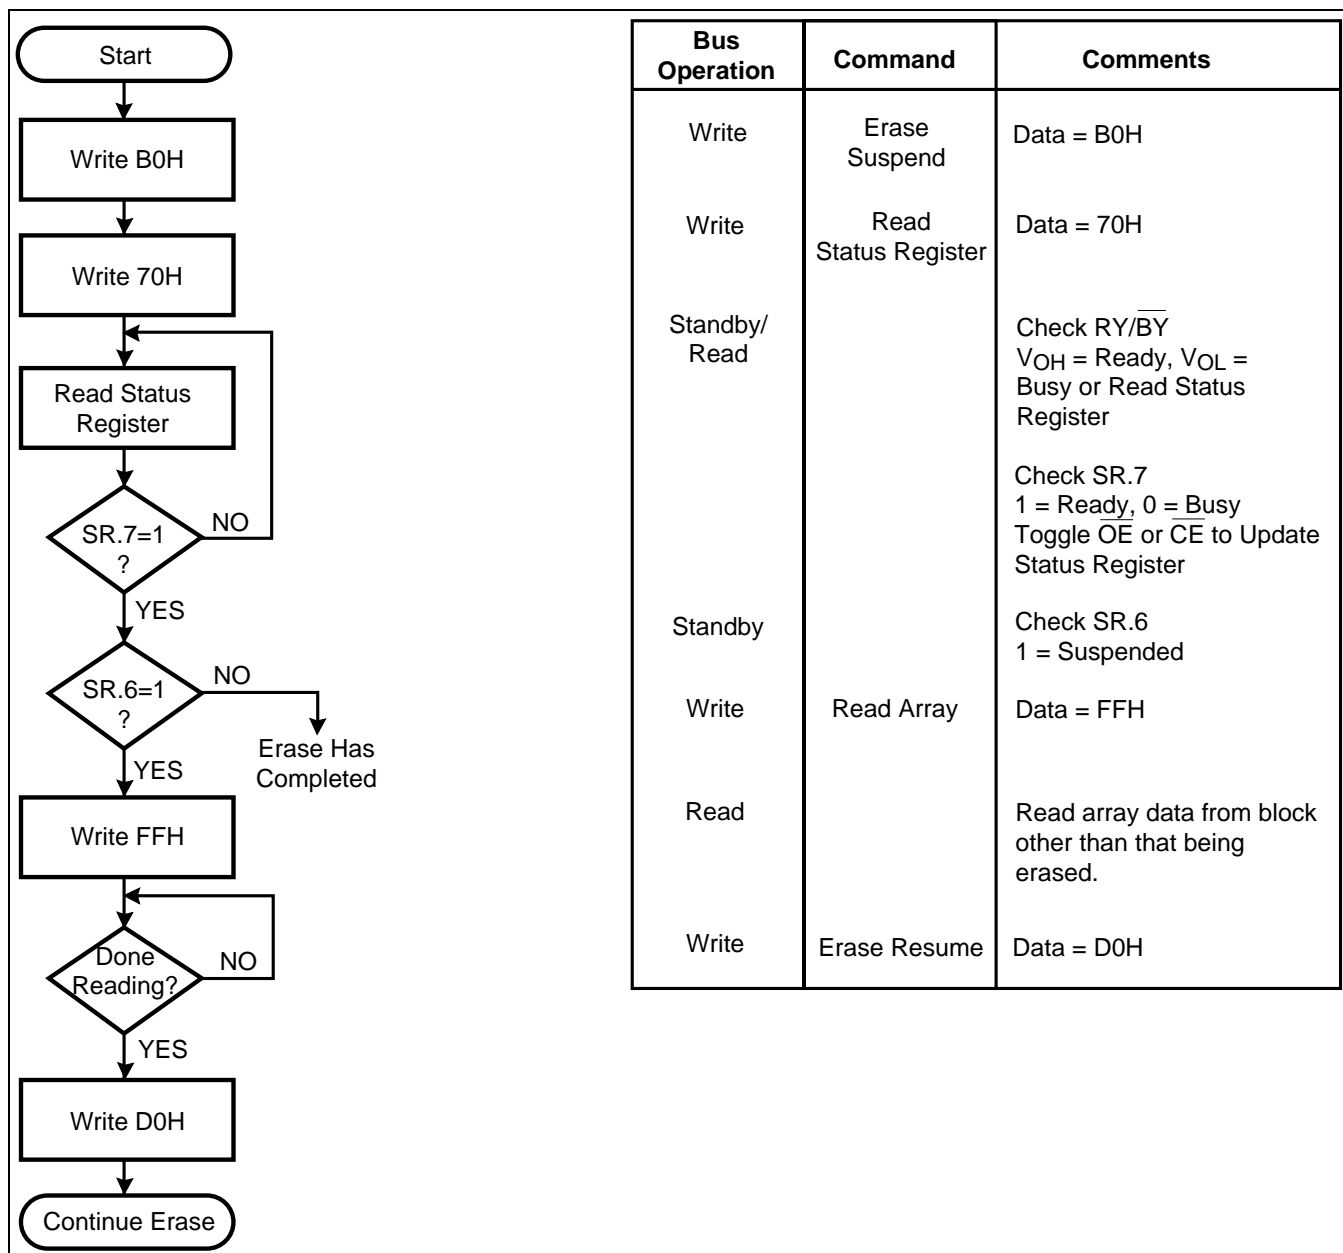 Start
Write B0H
Write 70H
Read Status
Register
SR.7=1
?
NO
YES
SR.6=1
?
NO
Erase Has
Completed
YES
Write FFH
Done
Reading?
NO
YES
Write D0H
Continue Erase
Bus
Operation
Command
Comments
Write
Erase
Suspend
Data = B0H
Write
Read
Status Register
Data = 70H
Standby/
Read
Check RY/B̅Y̅
VOH = Ready, VOL =
Busy or Read Status
Register
Check SR.7
1 = Ready, 0 = Busy
Toggle O̅E̅ or C̅E̅ to Update
Status Register
Standby
Check SR.6
1 = Suspended
Write
Read Array
Data = FFH
Read
Read array data from block
other than that being
erased.
Write
Erase Resume
Data = D0H